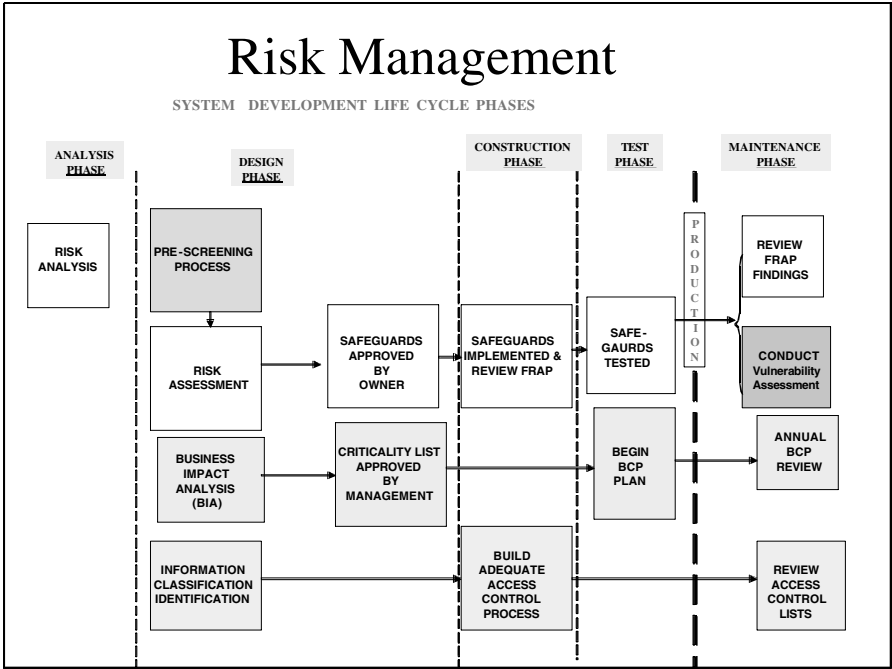 Risk Management
SYSTEM DEVELOPMENT LIFE CYCLE PHASES
ANALYSIS
PHASE
DESIGN
PHASE
CONSTRUCTION
PHASE
TEST
PHASE
MAINTENANCE
PHASE
RISK
ANALYSIS
PRE-SCREENING
PROCESS
RISK
ASSESSMENT
SAFEGUARDS
APPROVED
BY
OWNER
SAFEGUARDS
IMPLEMENTED &
REVIEW FRAP
SAFE-
GAURDS
TESTED
PRODUCTION
REVIEW
FRAP
FINDINGS
CONDUCT
Vulnerability
Assessment
BUSINESS
IMPACT
ANALYSIS
(BIA)
CRITICALITY LIST
APPROVED
BY
MANAGEMENT
BEGIN
BCP
PLAN
ANNUAL
BCP
REVIEW
INFORMATION
CLASSIFICATION
IDENTIFICATION
BUILD
ADEQUATE
ACCESS
CONTROL
PROCESS
REVIEW
ACCESS
CONTROL
LISTS